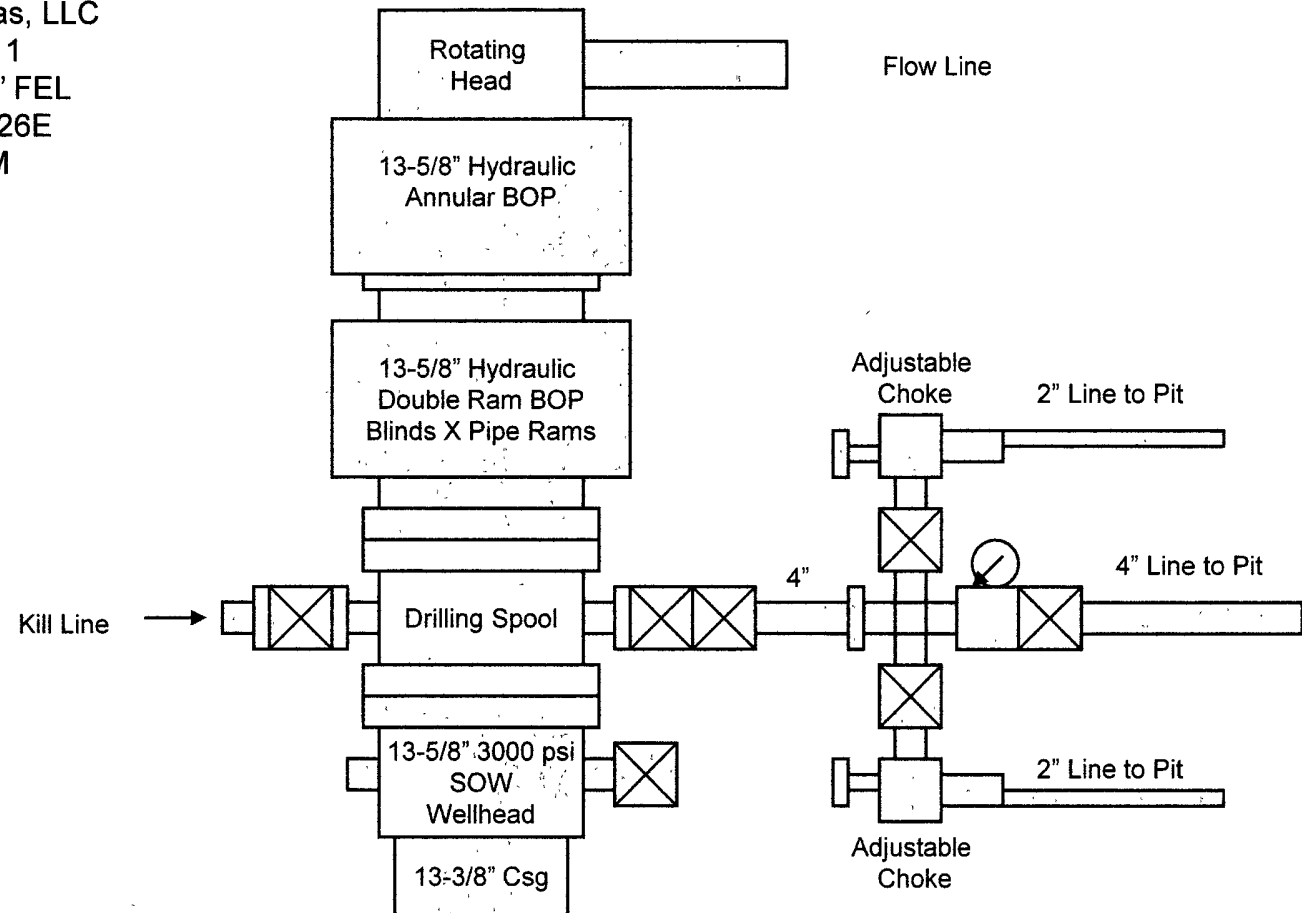 as, LLC
1
' FEL
26E
M
Rotating
Head
Flow Line
13-5/8" Hydraulic
Annular BOP
13-5/8" Hydraulic
Double Ram BOP
Blinds X Pipe Rams
Adjustable
Choke
2" Line to Pit
4"
4" Line to Pit
Kill Line
Drilling Spool
13-5/8" 3000 psi
SOW
Wellhead
2" Line to Pit
Adjustable
Choke
13-3/8" Csg